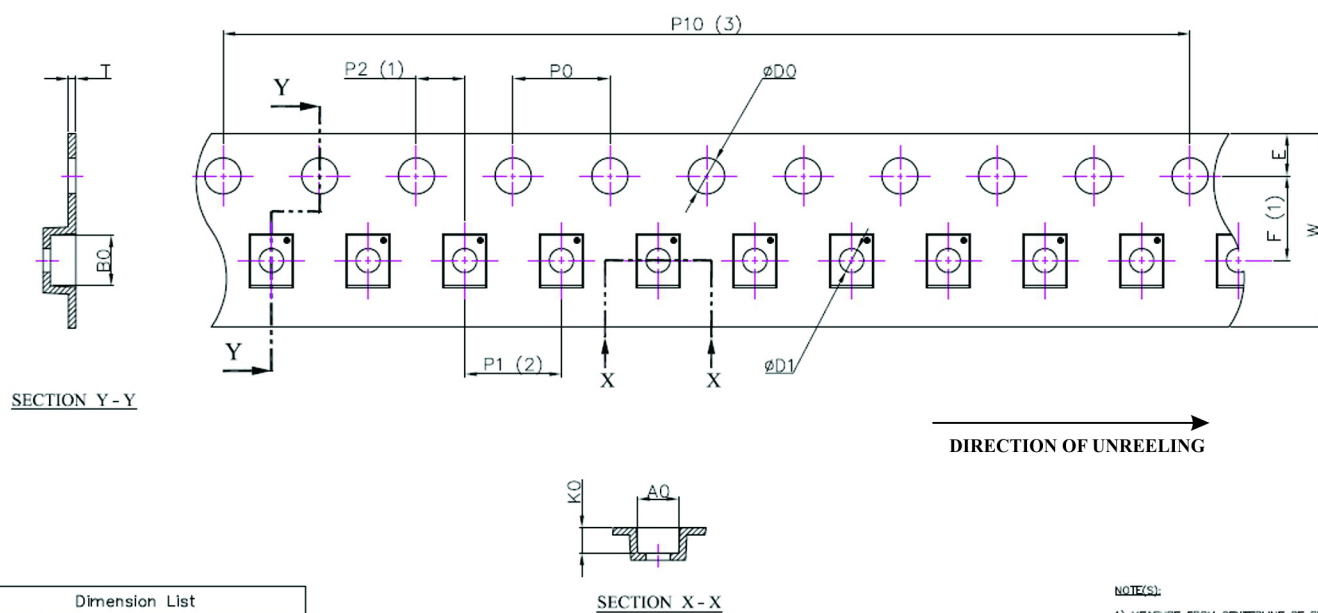 P10 (3)
T
P2 (1)
P0
øD0
Y
E
F (1)
W
B0
Y
P1 (2)
X
X
øD1
SECTION Y-Y
DIRECTION OF UNREELING
K0
A0
SECTION X-X
Dimension List
NOTE(S):